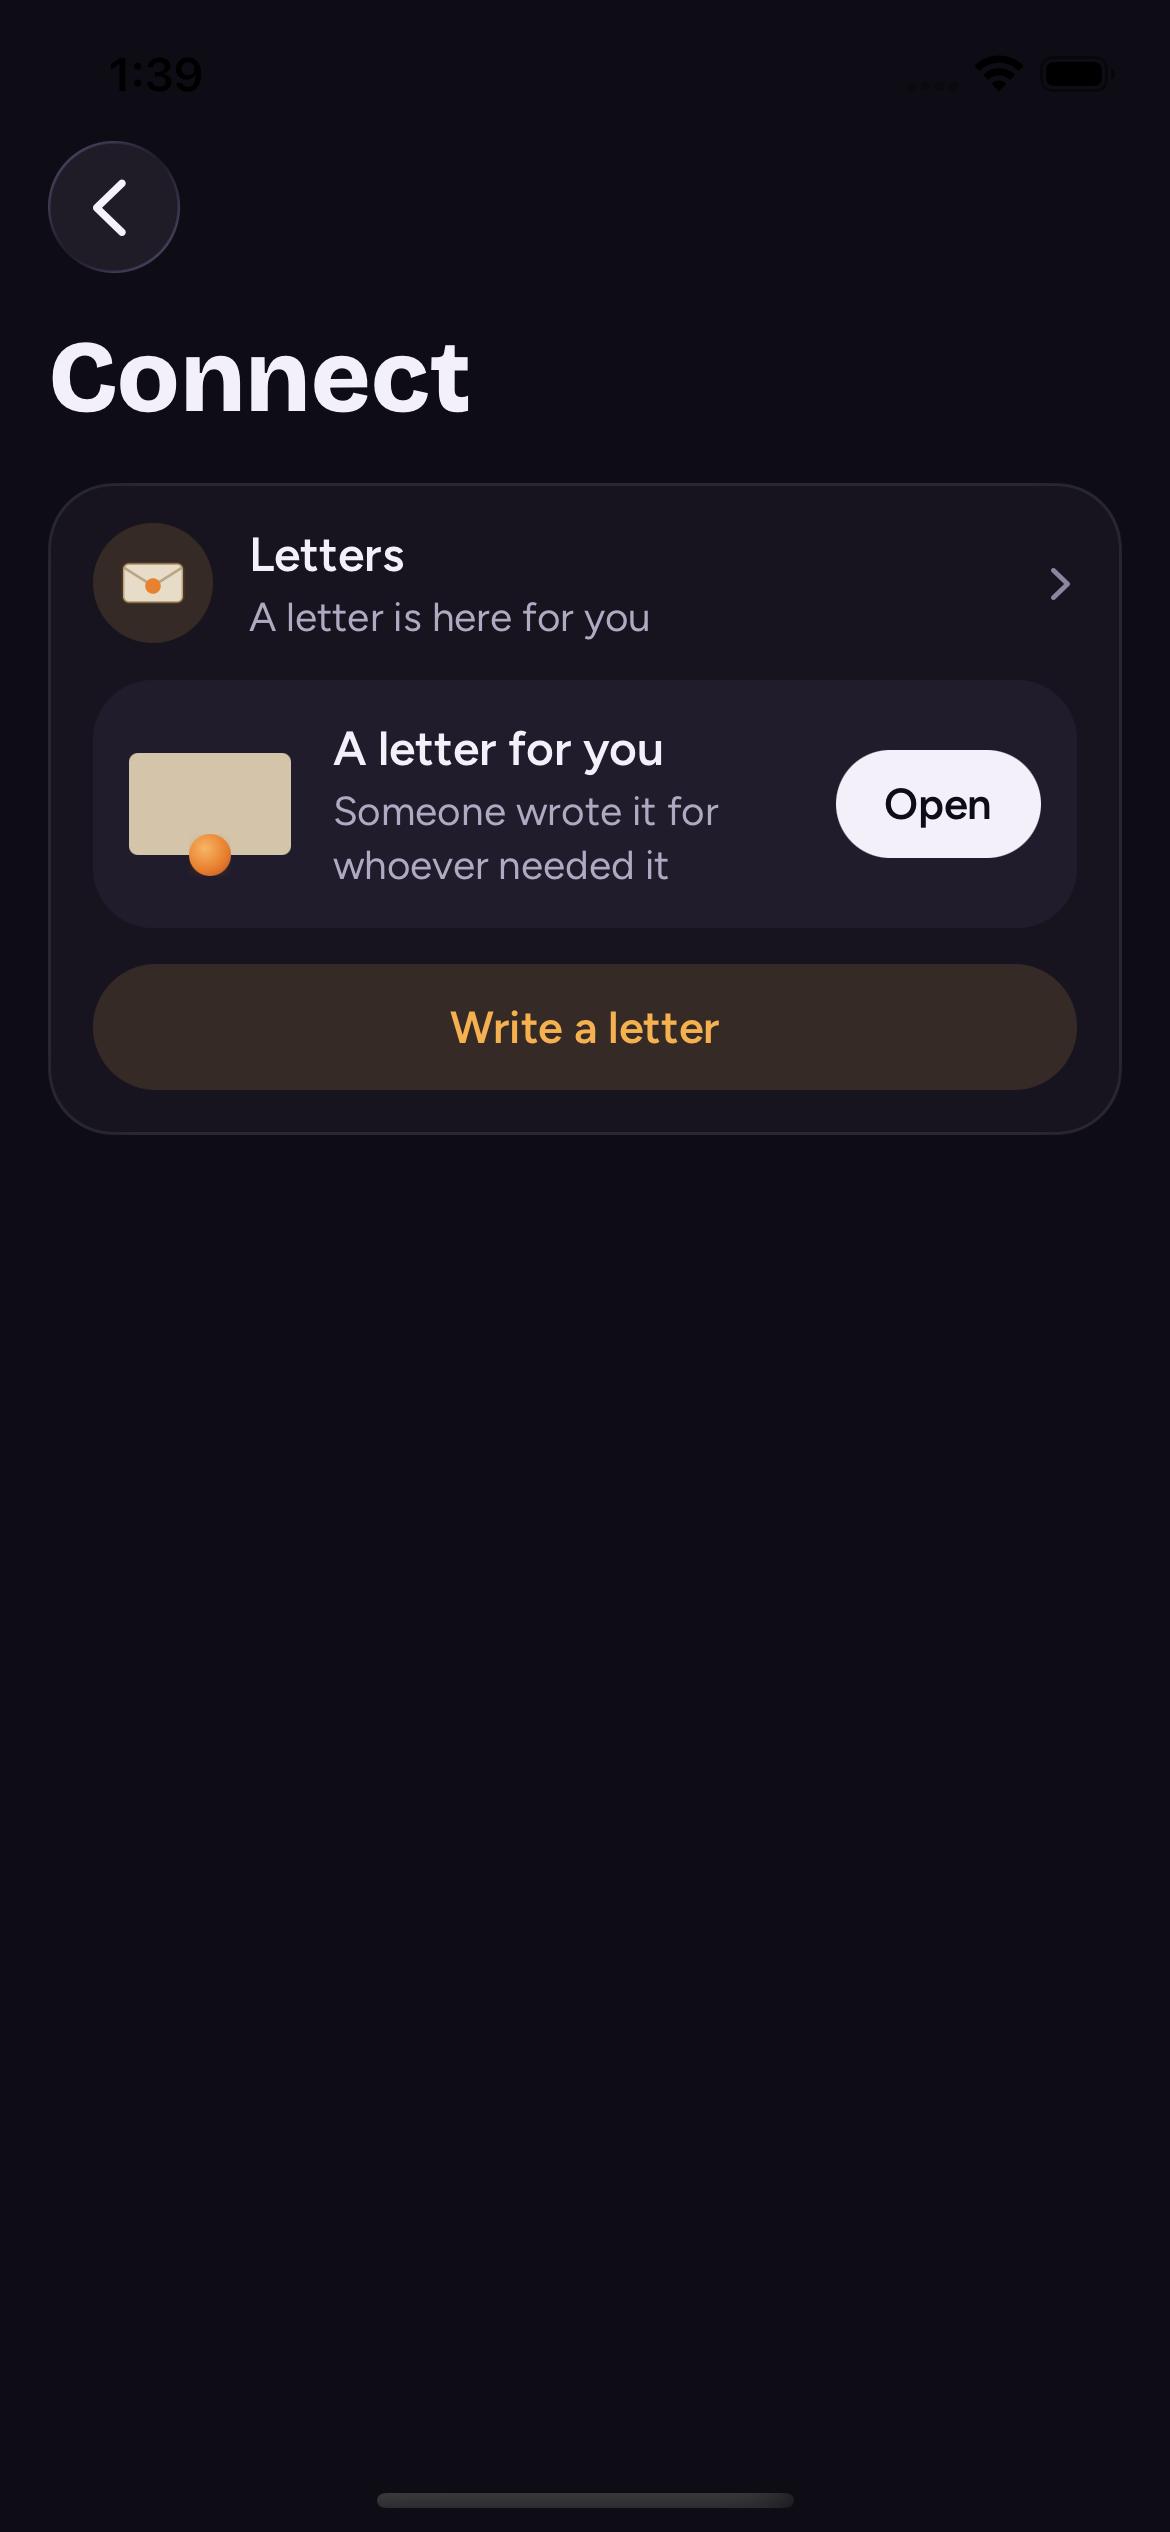 1:39
Connect
Letters
A letter is here for you
A letter for you
Someone wrote it for
whoever needed it
Open
Write a letter